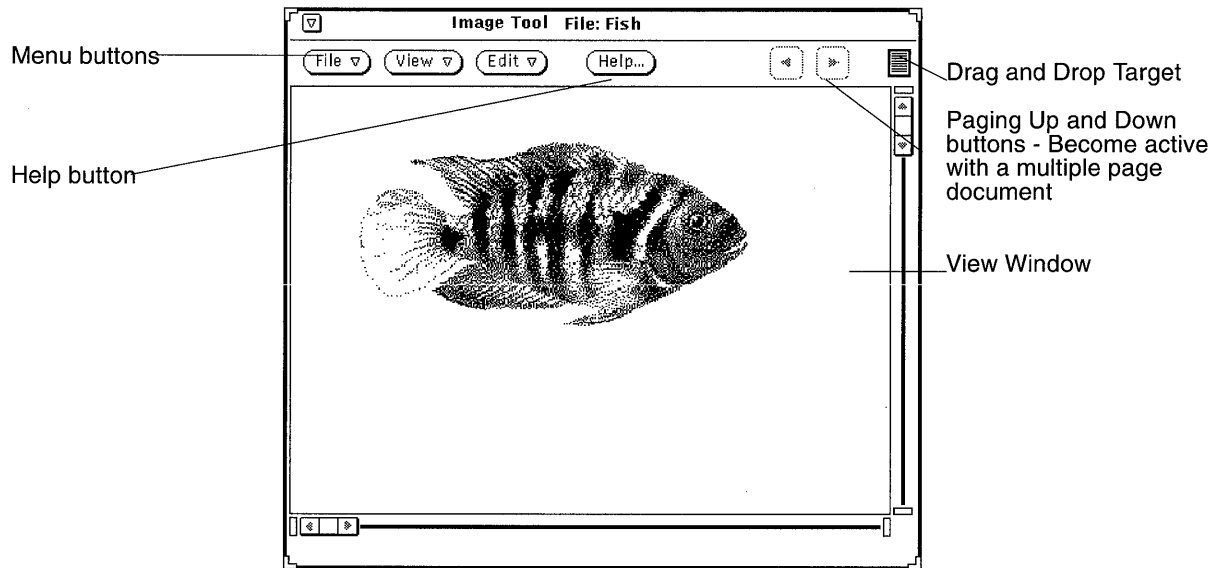 Image Tool File: Fish
Menu buttons
File View Edit Help...
Drag and Drop Target
Paging Up and Down
buttons - Become active
with a multiple page
document
Help button
View Window